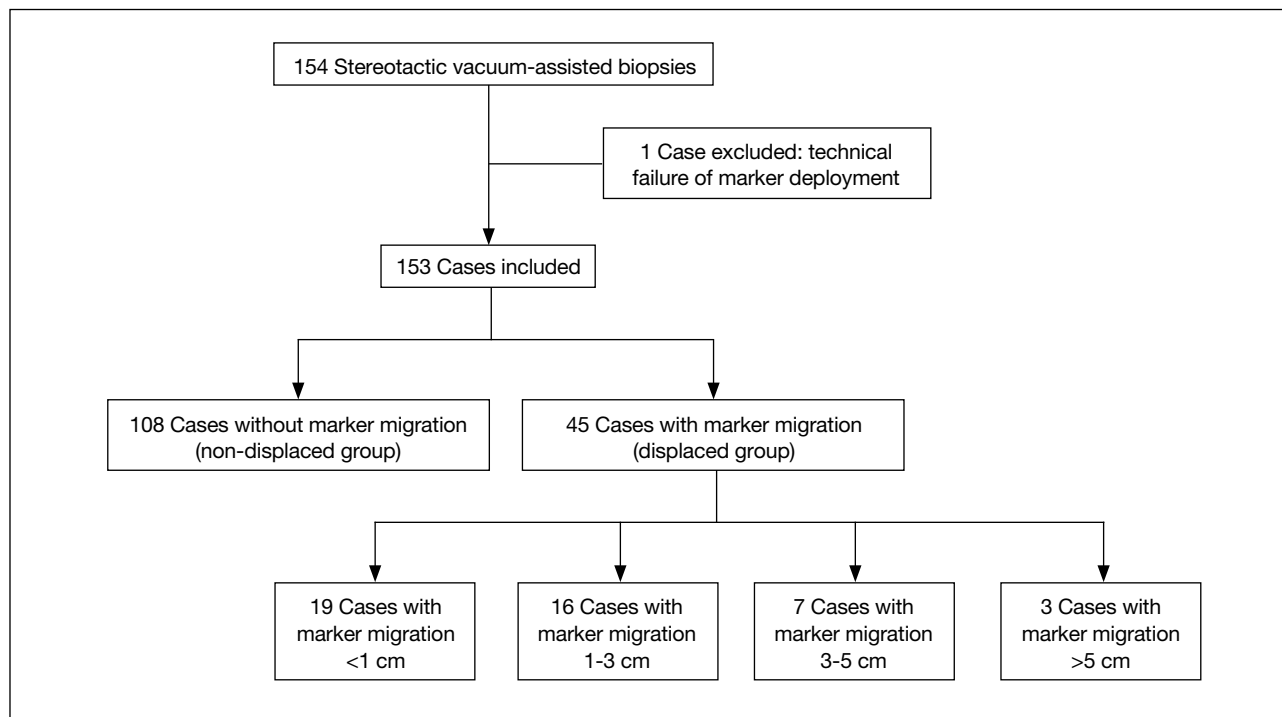 154 Stereotactic vacuum-assisted biopsies
1 Case excluded: technical
failure of marker deployment
153 Cases included
108 Cases without marker migration
(non-displaced group)
45 Cases with marker migration
(displaced group)
19 Cases with
marker migration
<1 cm
16 Cases with
marker migration
1-3 cm
7 Cases with
marker migration
3-5 cm
3 Cases with
marker migration
>5 cm